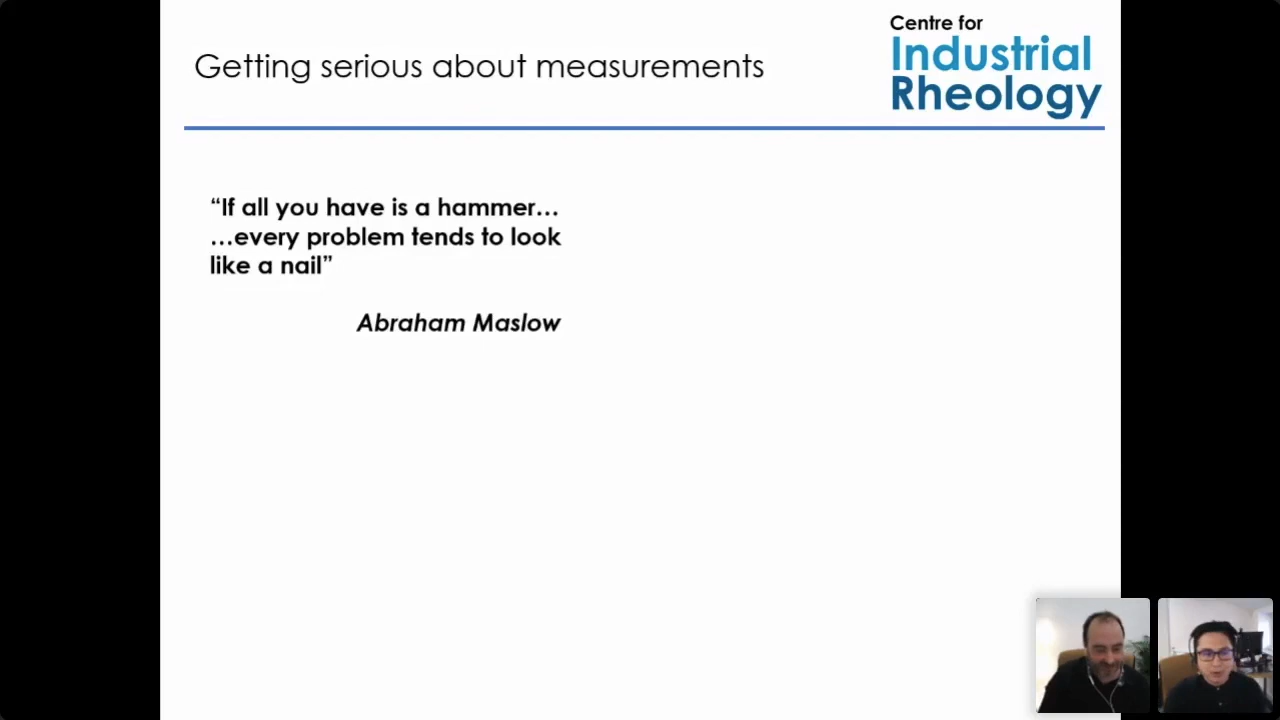 Getting serious about measurements
Centre for
Industrial
Rheology
“If all you have is a hammer…
…every problem tends to look
like a nail”
Abraham Maslow